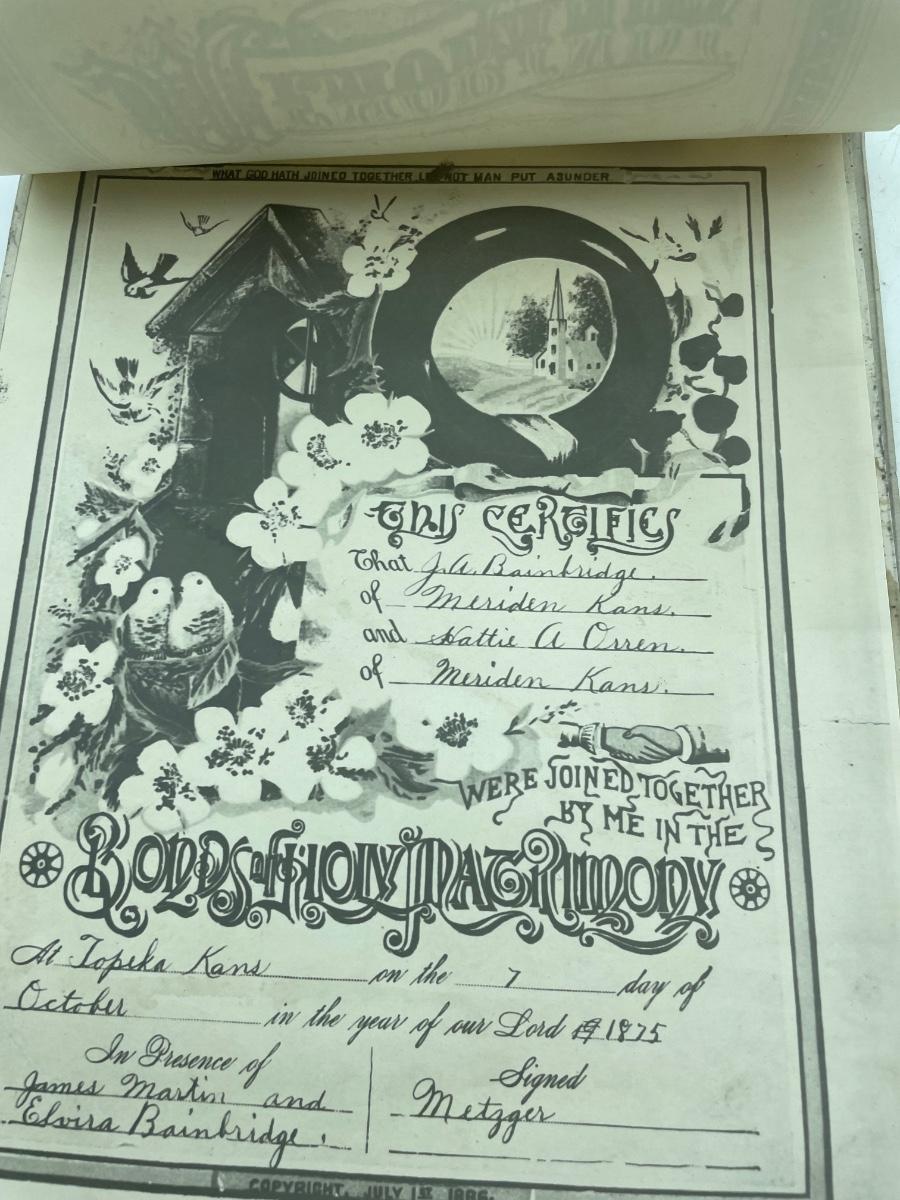 WHAT GOD HATH JOINED TOGETHER LET NOT MAN PUT ASUNDER.
THIS CERTIFIES
That J. A. Bainbridge.
of Meriden Kans.
and Hattie A Orren.
of Meriden Kans.
WERE JOINED TOGETHER
BY ME IN THE
BONDS OF HOLY MATRIMONY
At Topeka Kans on the 7 day of
October in the year of our Lord 1875
In Presence of
James Martin and
Elvira Bainbridge.
Signed
Metzger
COPYRIGHT, JULY 1ST 1886.